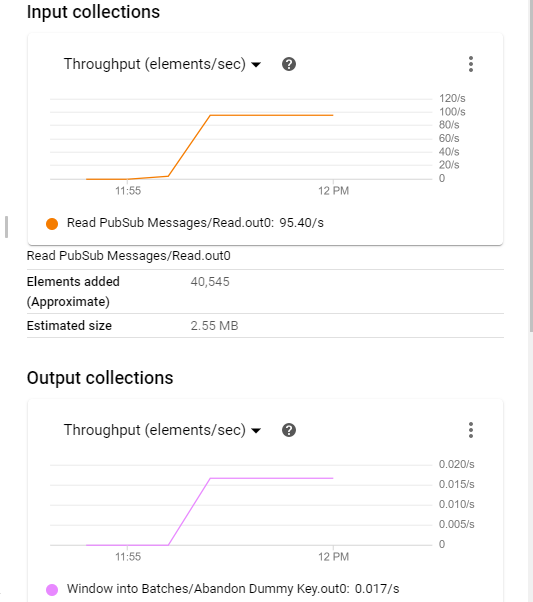 Input collections
Throughput (elements/sec)
120/s
100/s
80/s
60/s
40/s
20/s
0
11:55
12 PM
Read PubSub Messages/Read.out0: 95.40/s
Read PubSub Messages/Read.out0
Elements added 40,545
(Approximate)
Estimated size 2.55 MB
Output collections
Throughput (elements/sec)
0.020/s
0.015/s
0.010/s
0.005/s
0
11:55
12 PM
Window into Batches/Abandon Dummy Key.out0: 0.017/s